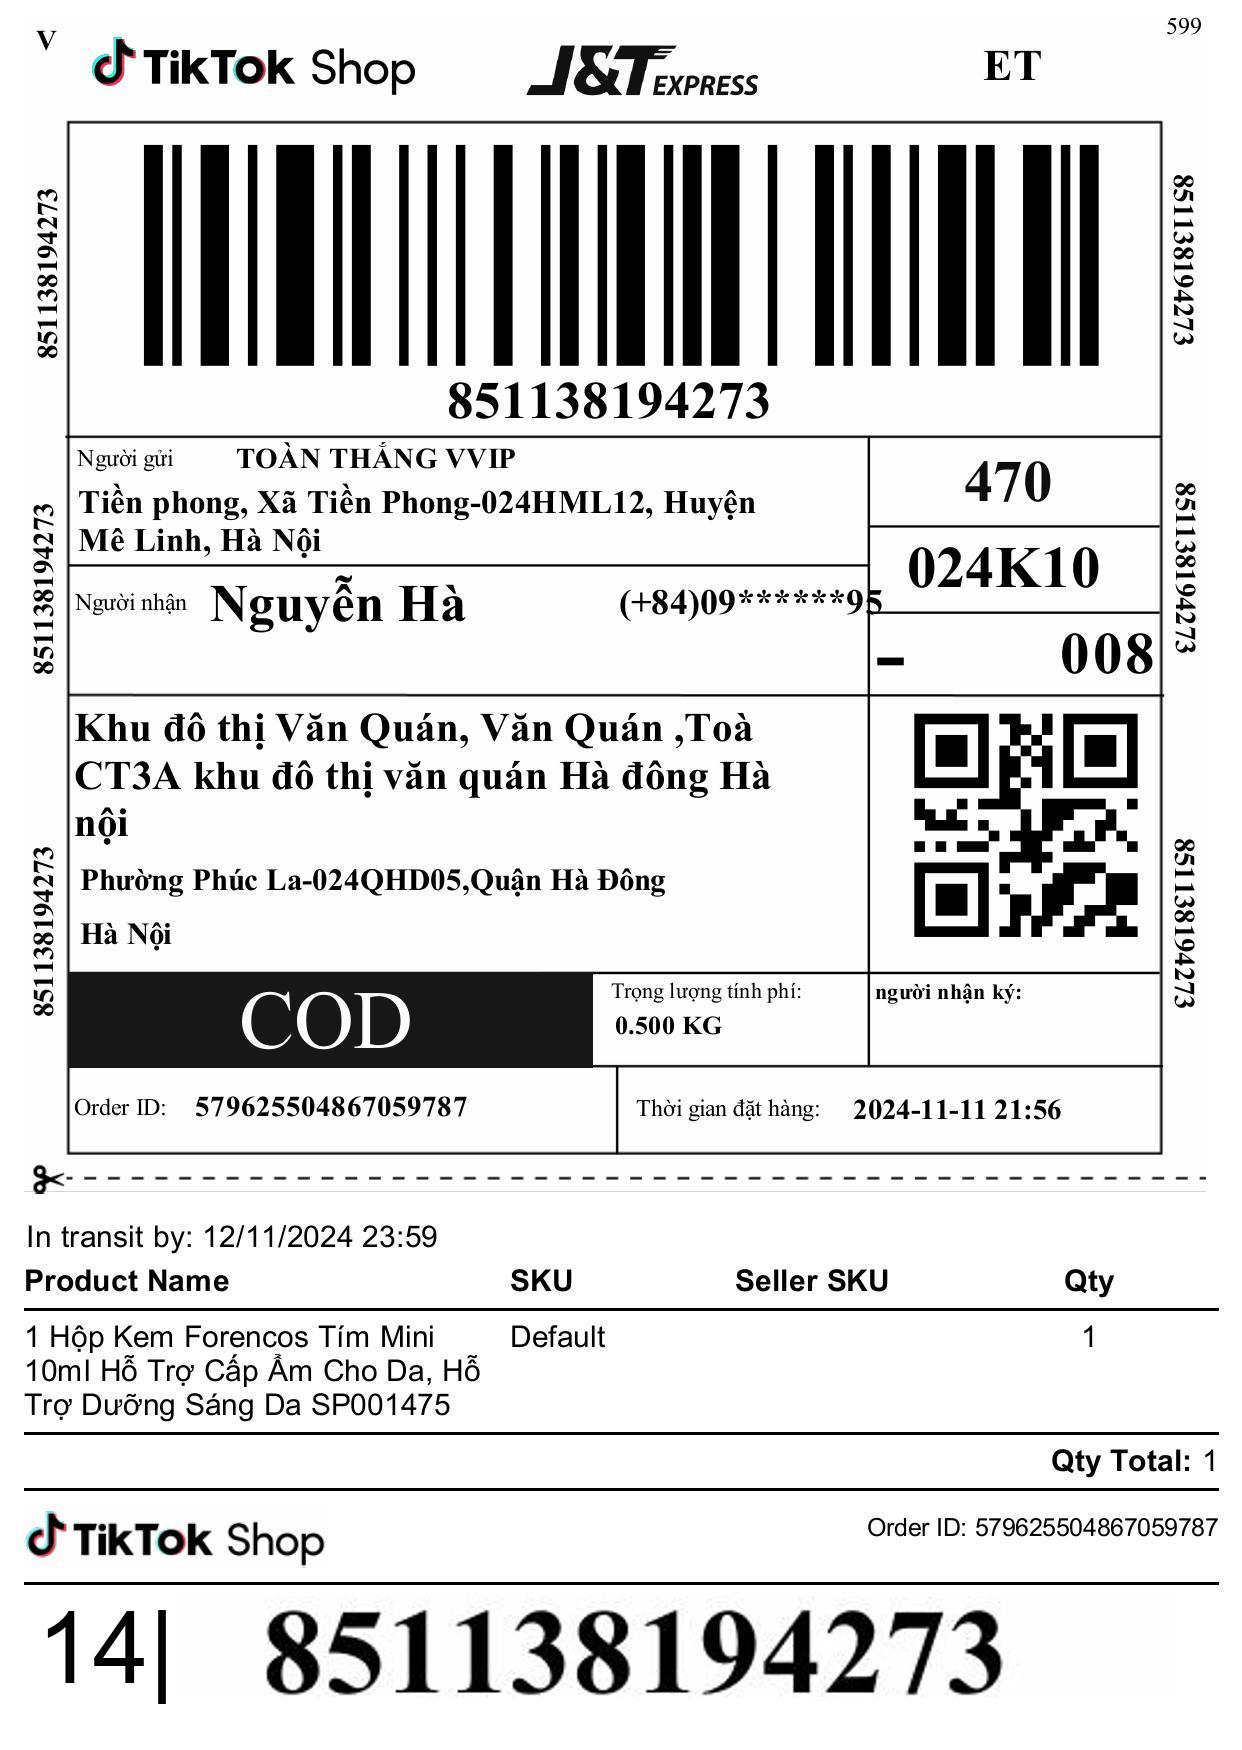 599
V
TikTok Shop
J&T EXPRESS
ET
851138194273
851138194273
851138194273
Người gửi TOÀN THẮNG VVIP
Tiền phong, Xã Tiền Phong-024HML12, Huyện
Mê Linh, Hà Nội
470
024K10
851138194273
851138194273
Người nhận Nguyễn Hà (+84)09******95
- 008
Khu đô thị Văn Quán, Văn Quán ,Toà
CT3A khu đô thị văn quán Hà đông Hà
nội
Phường Phúc La-024QHD05,Quận Hà Đông
Hà Nội
851138194273
851138194273
COD
Trọng lượng tính phí:
0.500 KG
người nhận ký:
Order ID: 579625504867059787
Thời gian đặt hàng: 2024-11-11 21:56
In transit by: 12/11/2024 23:59
Product Name SKU Seller SKU Qty
1 Hộp Kem Forencos Tím Mini Default 1
10ml Hỗ Trợ Cấp Ẩm Cho Da, Hỗ
Trợ Dưỡng Sáng Da SP001475
Qty Total: 1
TikTok Shop
Order ID: 579625504867059787
14| 851138194273